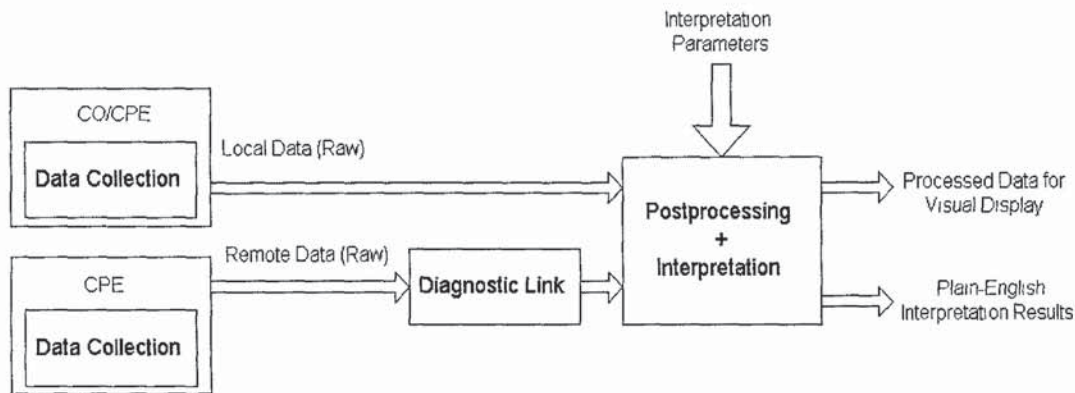 Interpretation
Parameters
CO/CPE
Data Collection
Local Data (Raw)
Postprocessing
+
Interpretation
Processed Data for
Visual Display
Remote Data (Raw)
CPE
Diagnostic Link
Data Collection
Plain-English
Interpretation Results